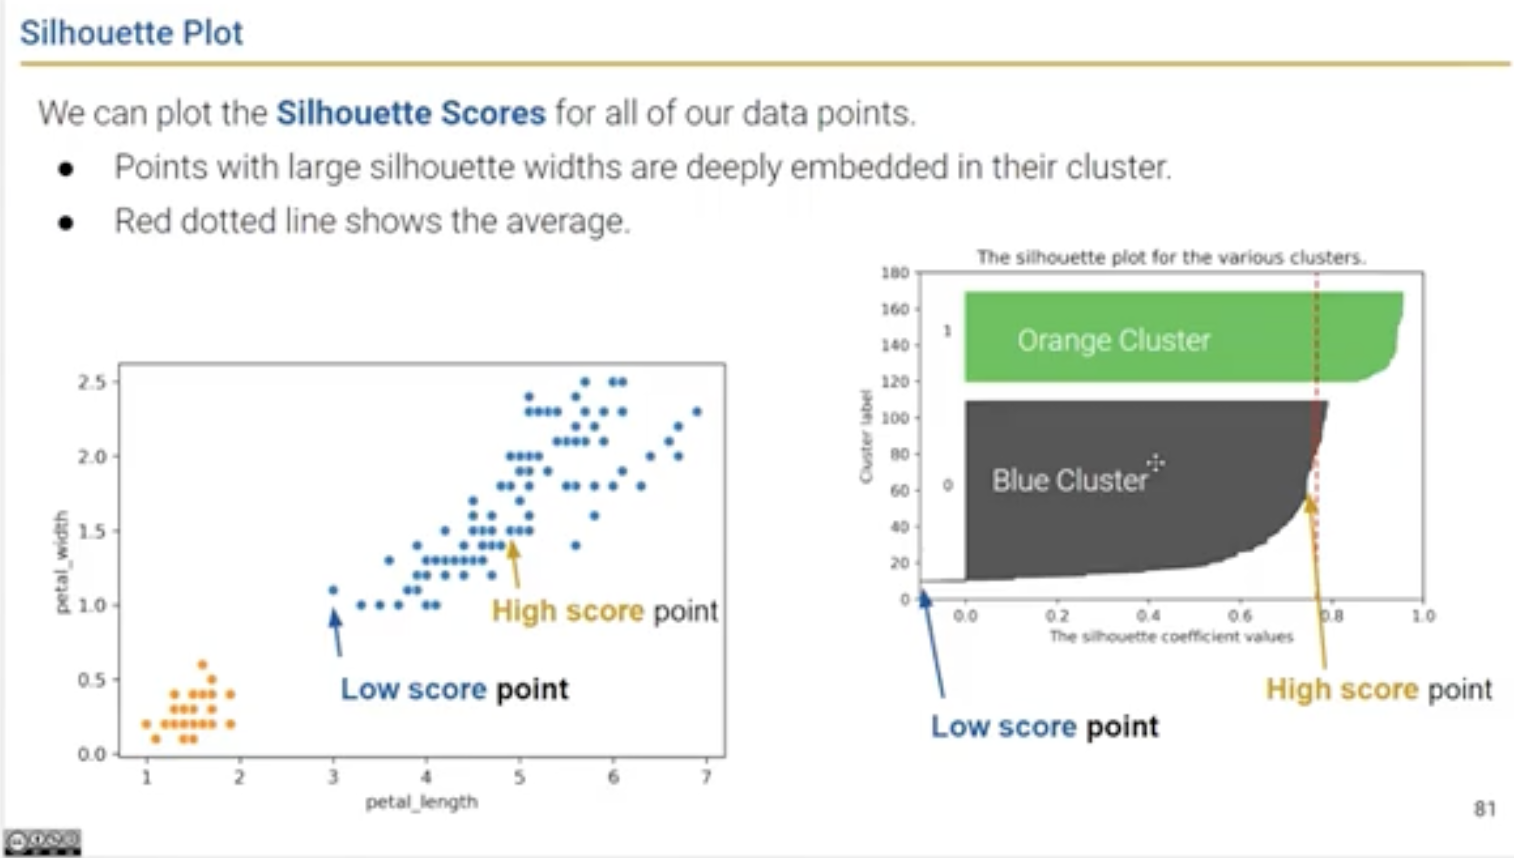 Silhouette Plot
We can plot the Silhouette Scores for all of our data points.
● Points with large silhouette widths are deeply embedded in their cluster.
● Red dotted line shows the average.
2.5
2.0
1.5
1.0
0.5
0.0
petal_width
1 2 3 4 5 6 7
petal_length
High score point
Low score point
The silhouette plot for the various clusters.
180
160
140
120
100
80
60
40
20
0
Cluster label
1
Orange Cluster
0
Blue Cluster
0.0 0.2 0.4 0.6 0.8 1.0
The silhouette coefficient values
High score point
Low score point
81